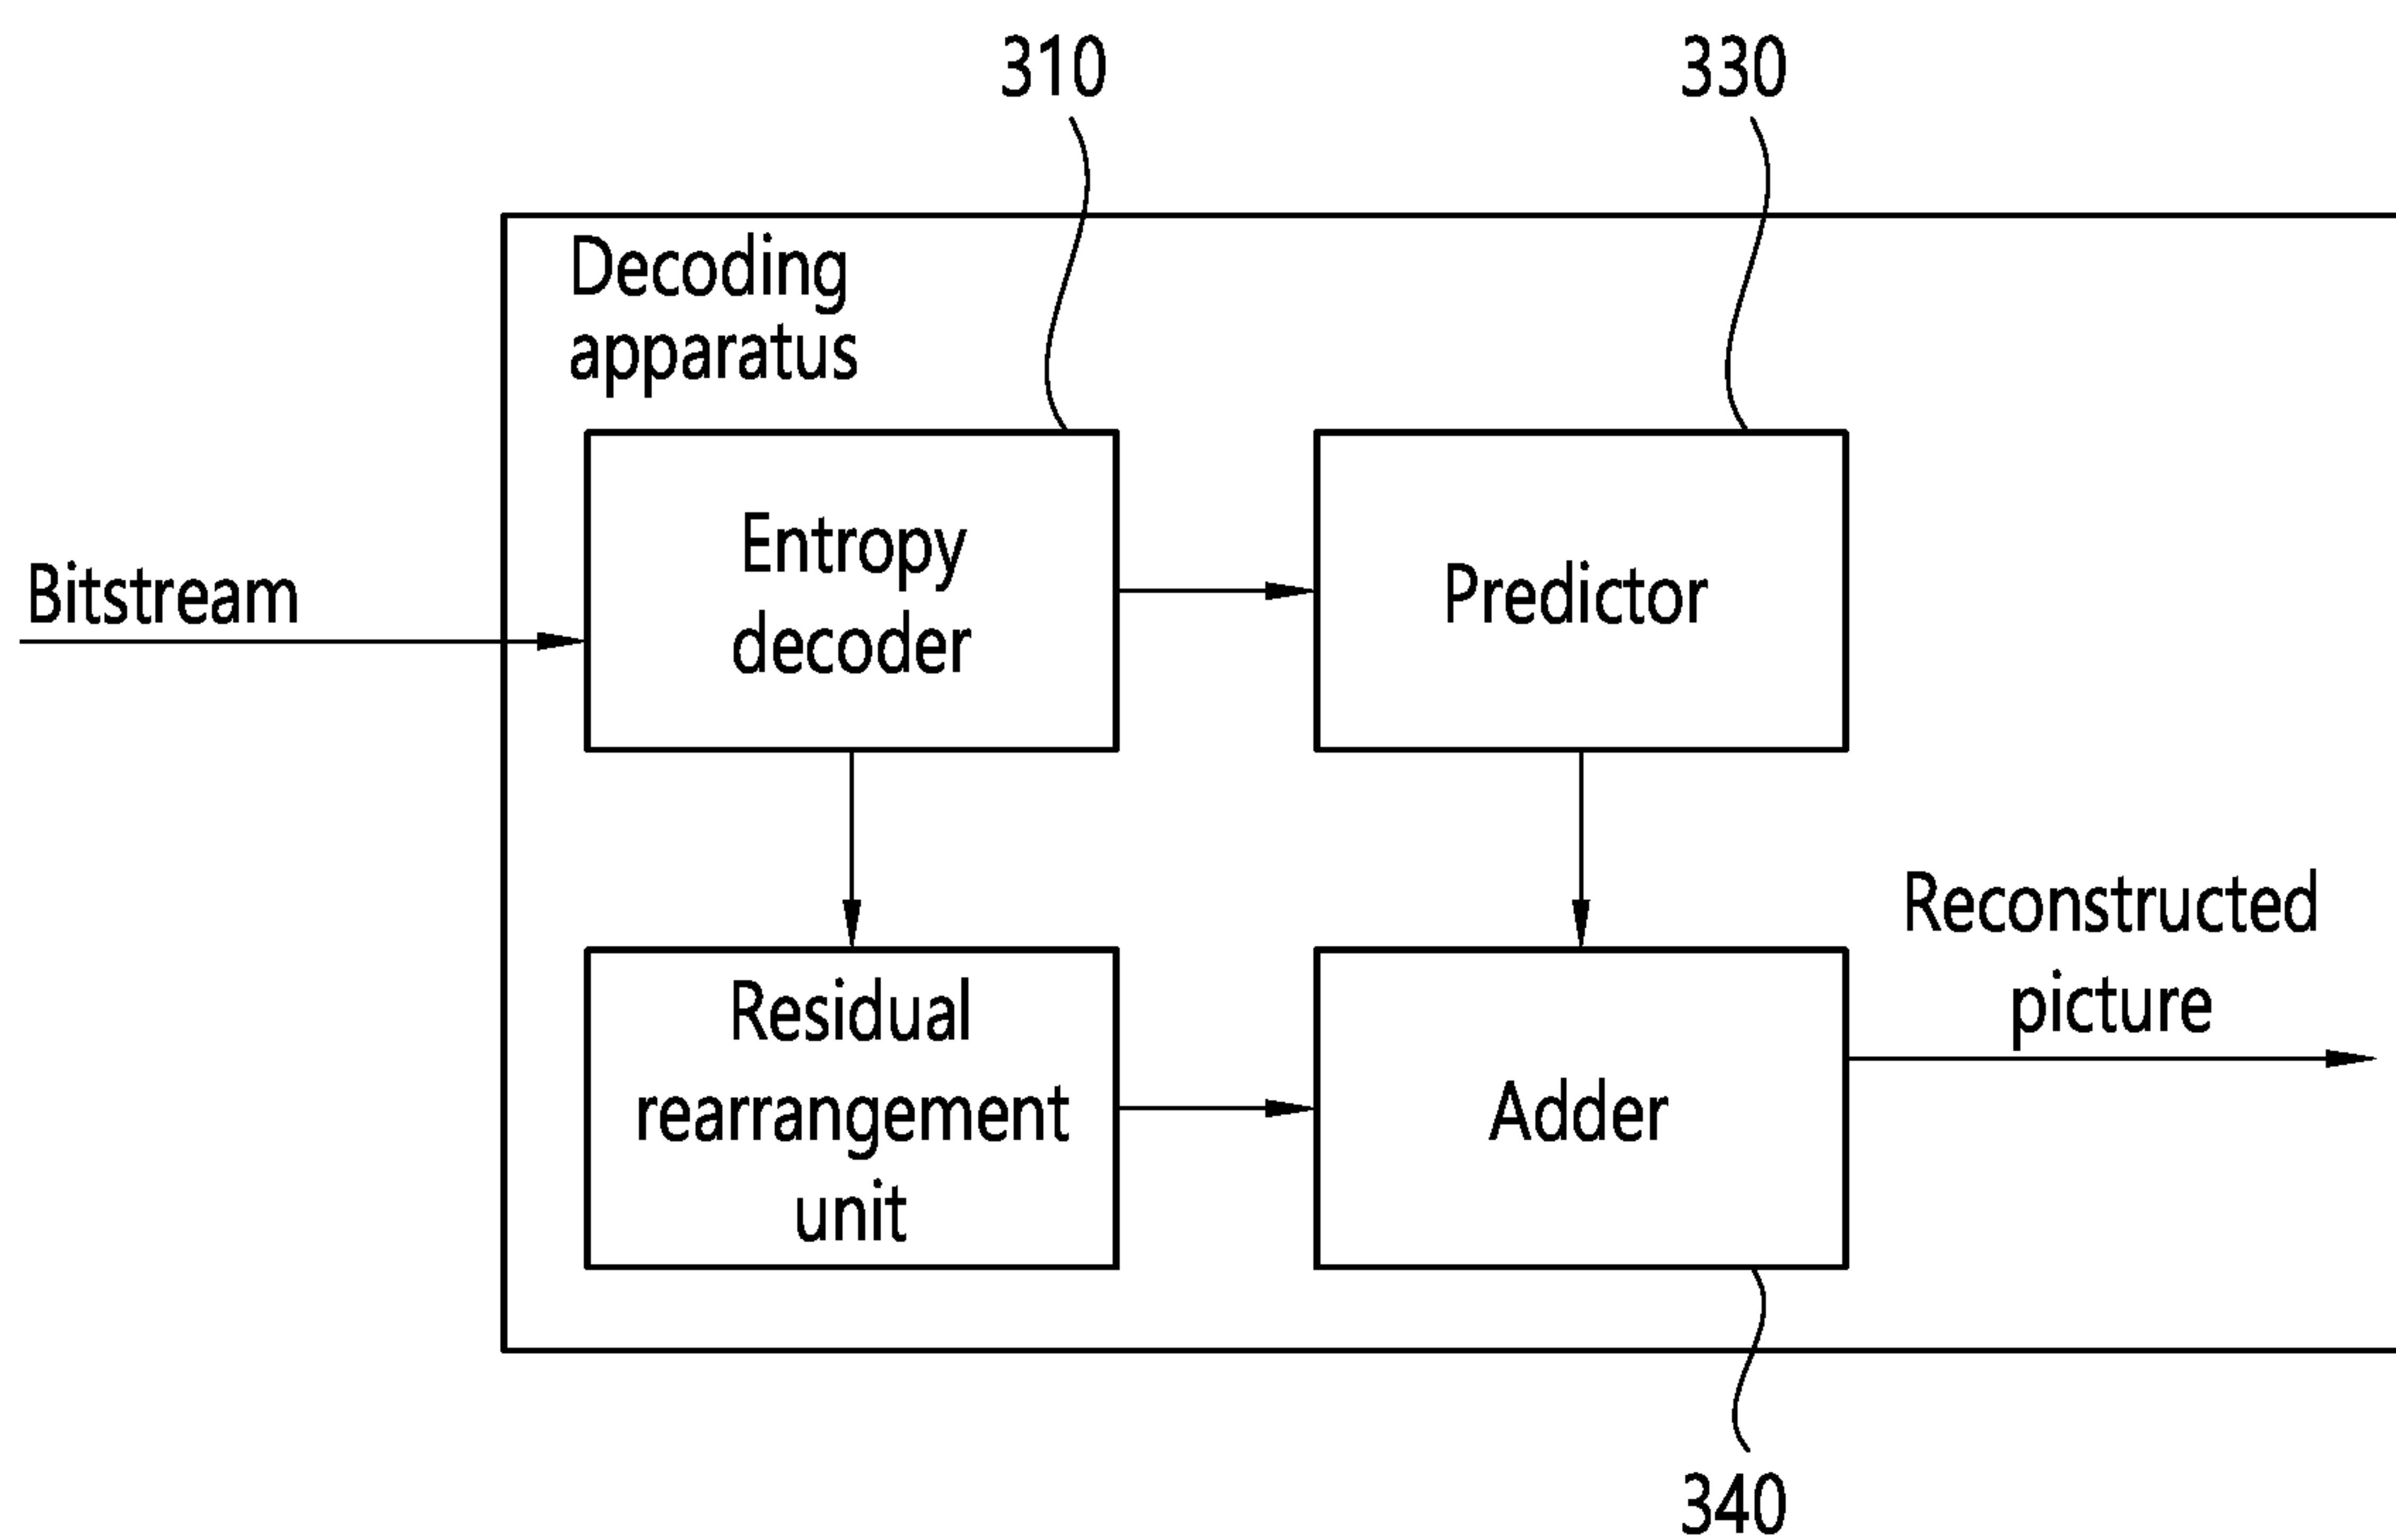 310
330
Decoding
apparatus
Entropy
decoder
Predictor
Bitstream
Residual
rearrangement
unit
Adder
Reconstructed
picture
340